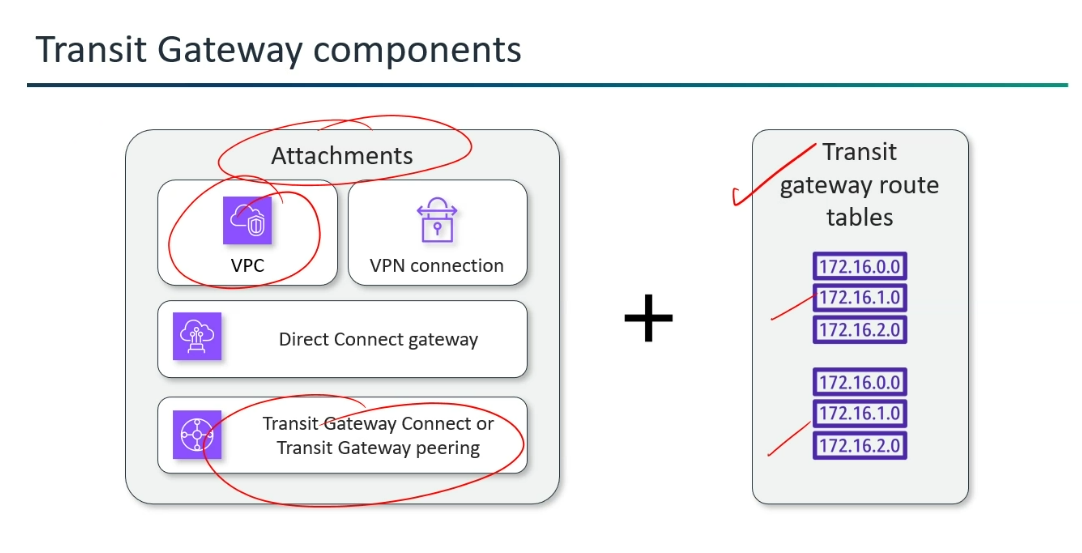 Transit Gateway components
Attachments
VPC
VPN connection
Direct Connect gateway
Transit Gateway Connect or
Transit Gateway peering
Transit
gateway route
tables
172.16.0.0
172.16.1.0
172.16.2.0
172.16.0.0
172.16.1.0
172.16.2.0